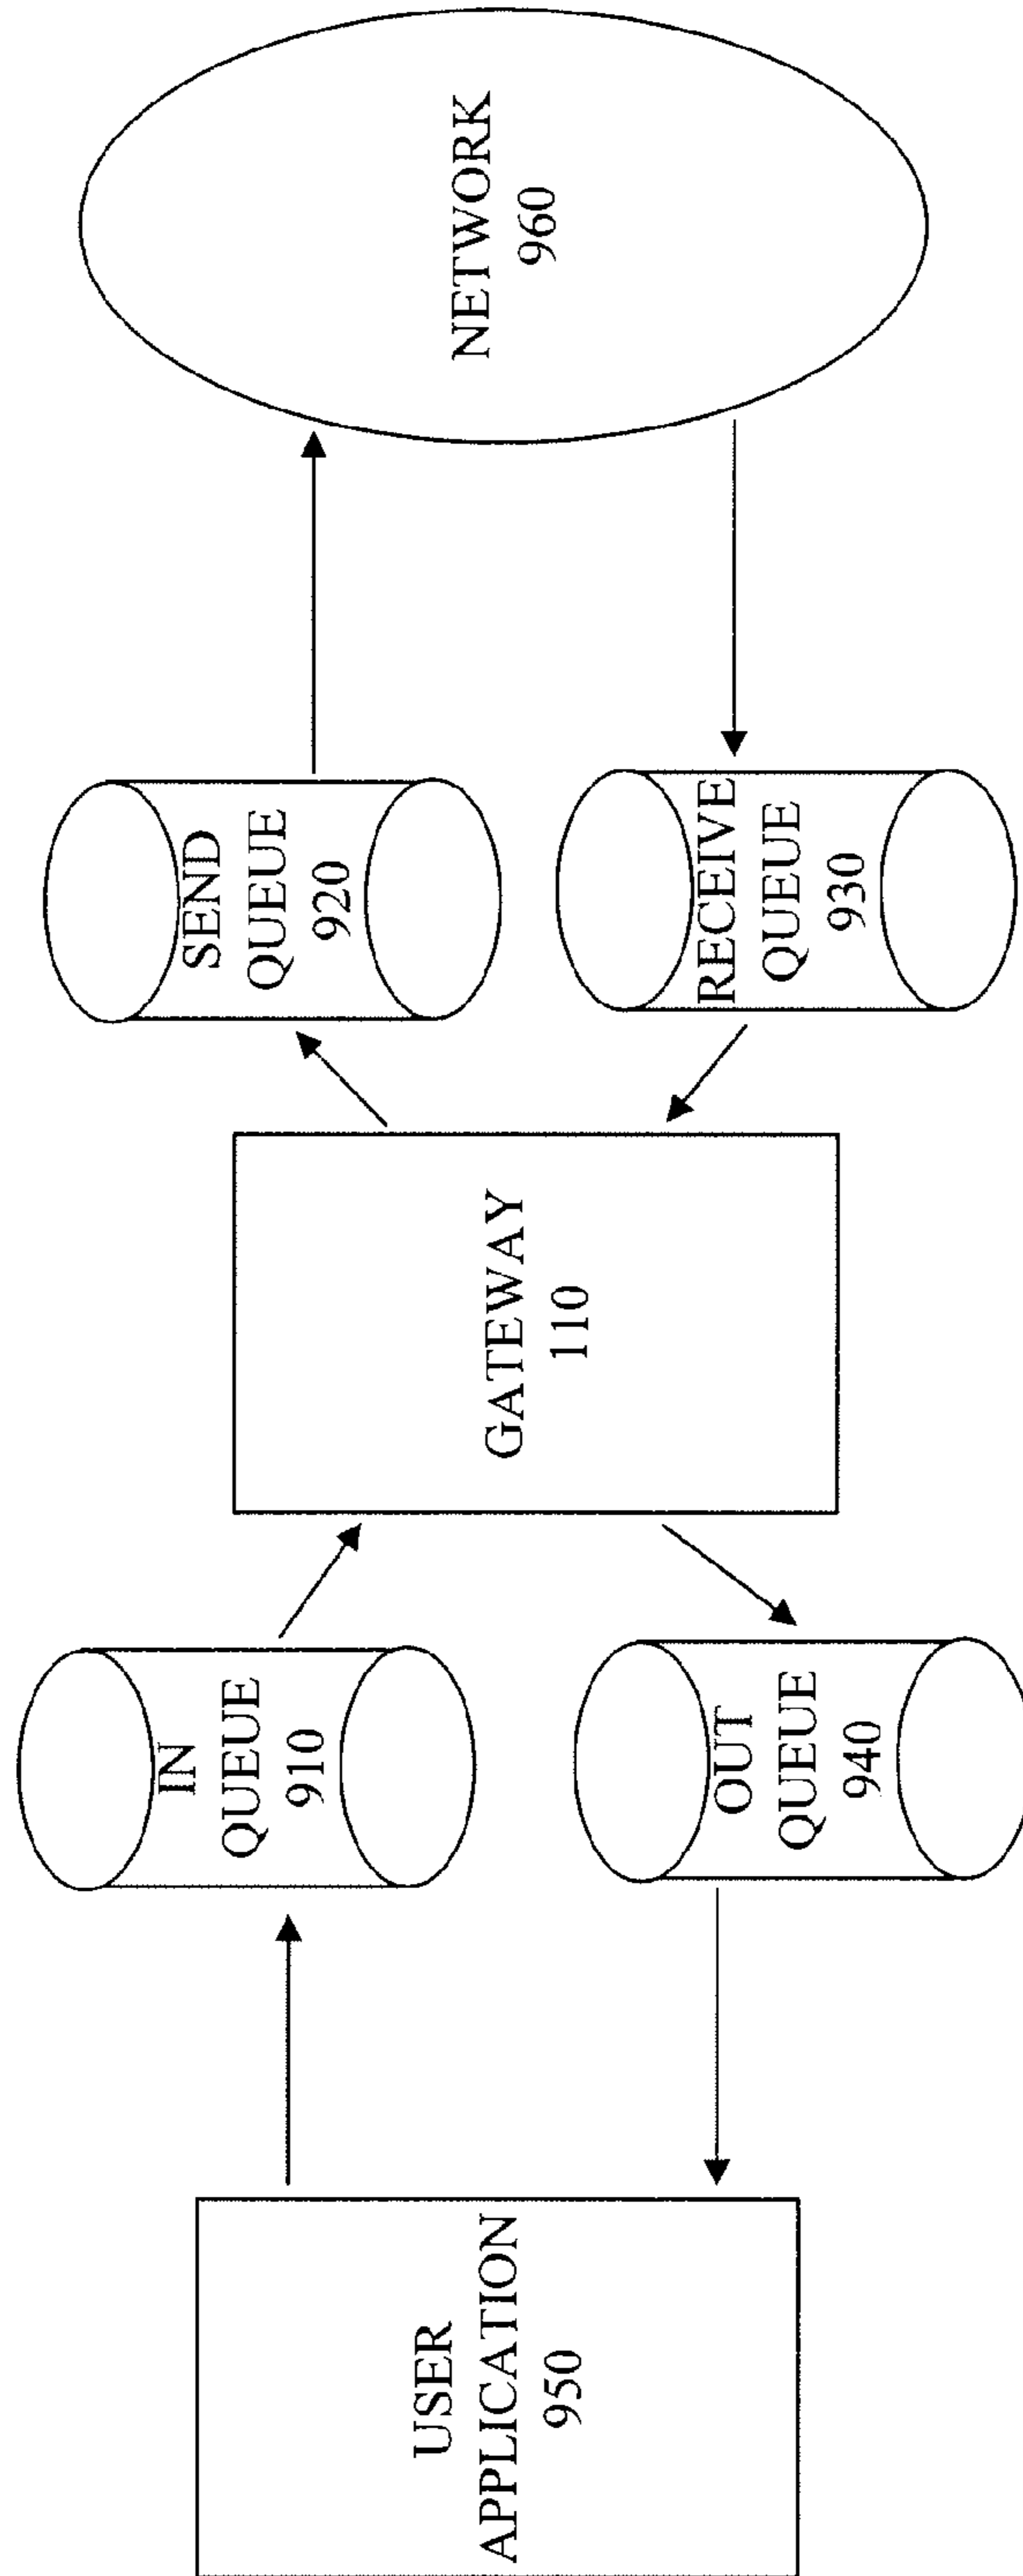 USER
APPLICATION
950
IN
QUEUE
910
OUT
QUEUE
940
GATEWAY
110
SEND
QUEUE
920
RECEIVE
QUEUE
930
NETWORK
960